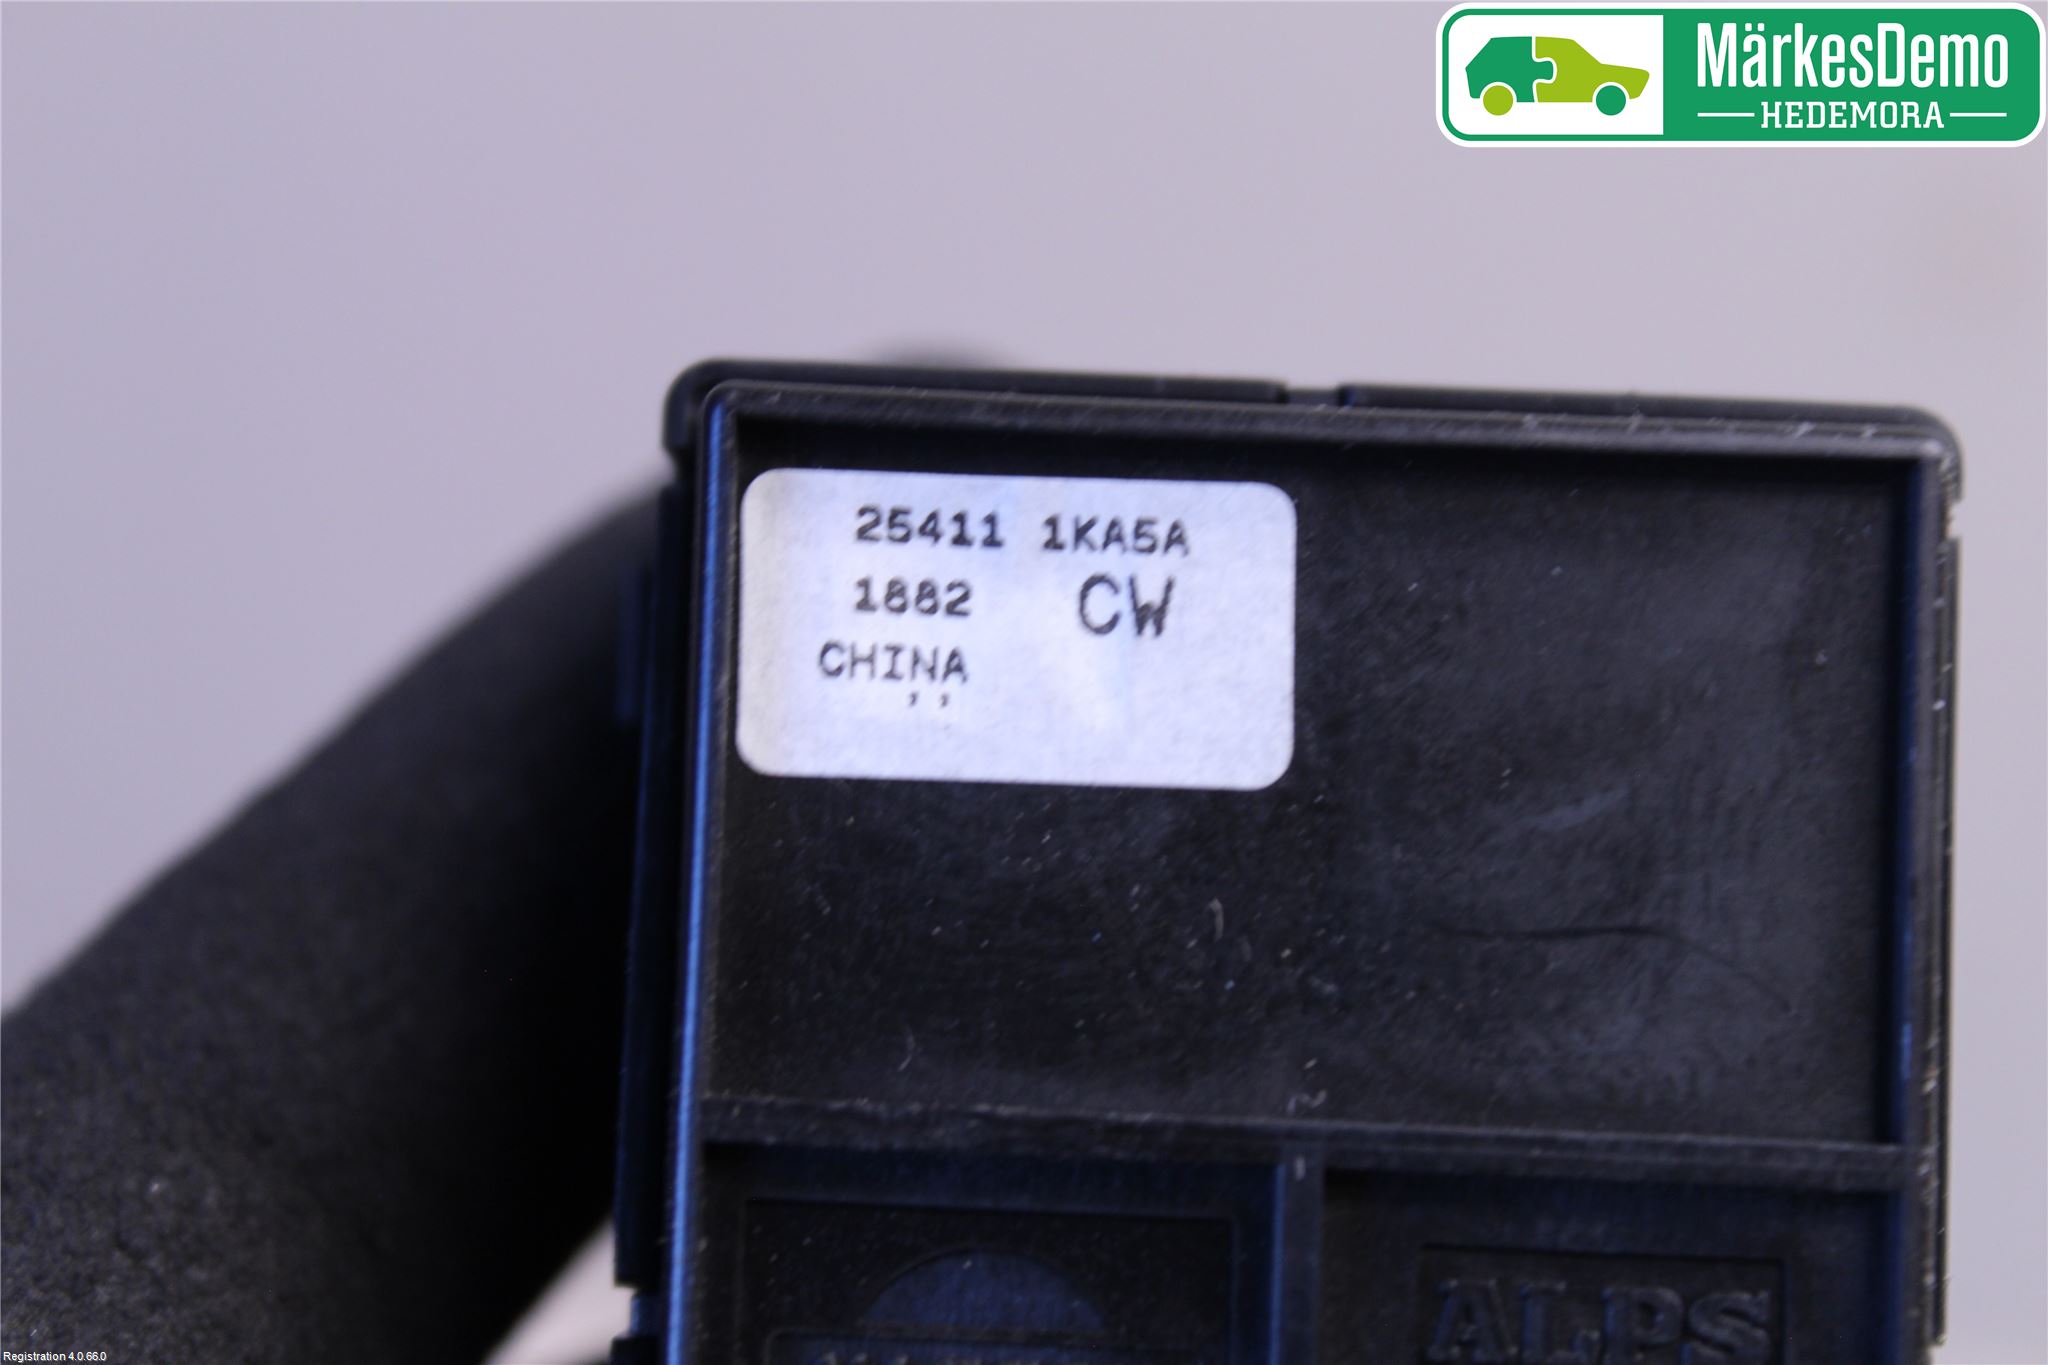 MärkesDemo
HEDEMORA
25411 1KA5A
1882 CW
CHINA
, ,
ALPS
Registration 4.0.66.0